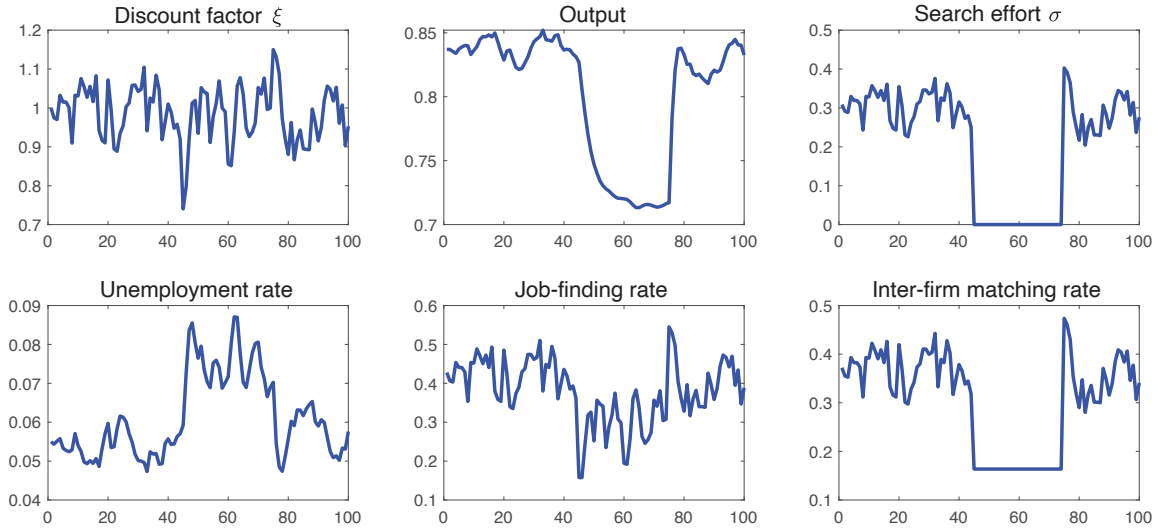 Discount factor ξ
1.2
1.1
1
0.9
0.8
0.7
0 20 40 60 80 100
Output
0.85
0.8
0.75
0.7
0 20 40 60 80 100
Search effort σ
0.5
0.4
0.3
0.2
0.1
0
0 20 40 60 80 100
Unemployment rate
0.09
0.08
0.07
0.06
0.05
0.04
0 20 40 60 80 100
Job-finding rate
0.6
0.5
0.4
0.3
0.2
0.1
0 20 40 60 80 100
Inter-firm matching rate
0.5
0.4
0.3
0.2
0.1
0 20 40 60 80 100